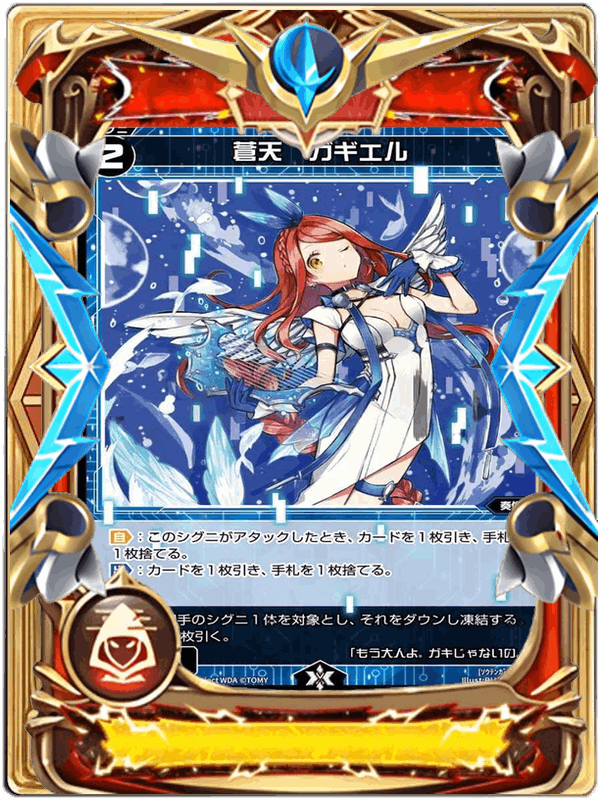 2
蒼天 ガギエル
：このシグニがアタックしたとき、カードを１枚引き、手札
１枚捨てる。
：カードを１枚引き、手札を１枚捨てる。
手のシグニ１体を対象とし、それをダウンし凍結する
枚引く。
「もう大人よ。ガキじゃないの。
ject WDA ©TOMY